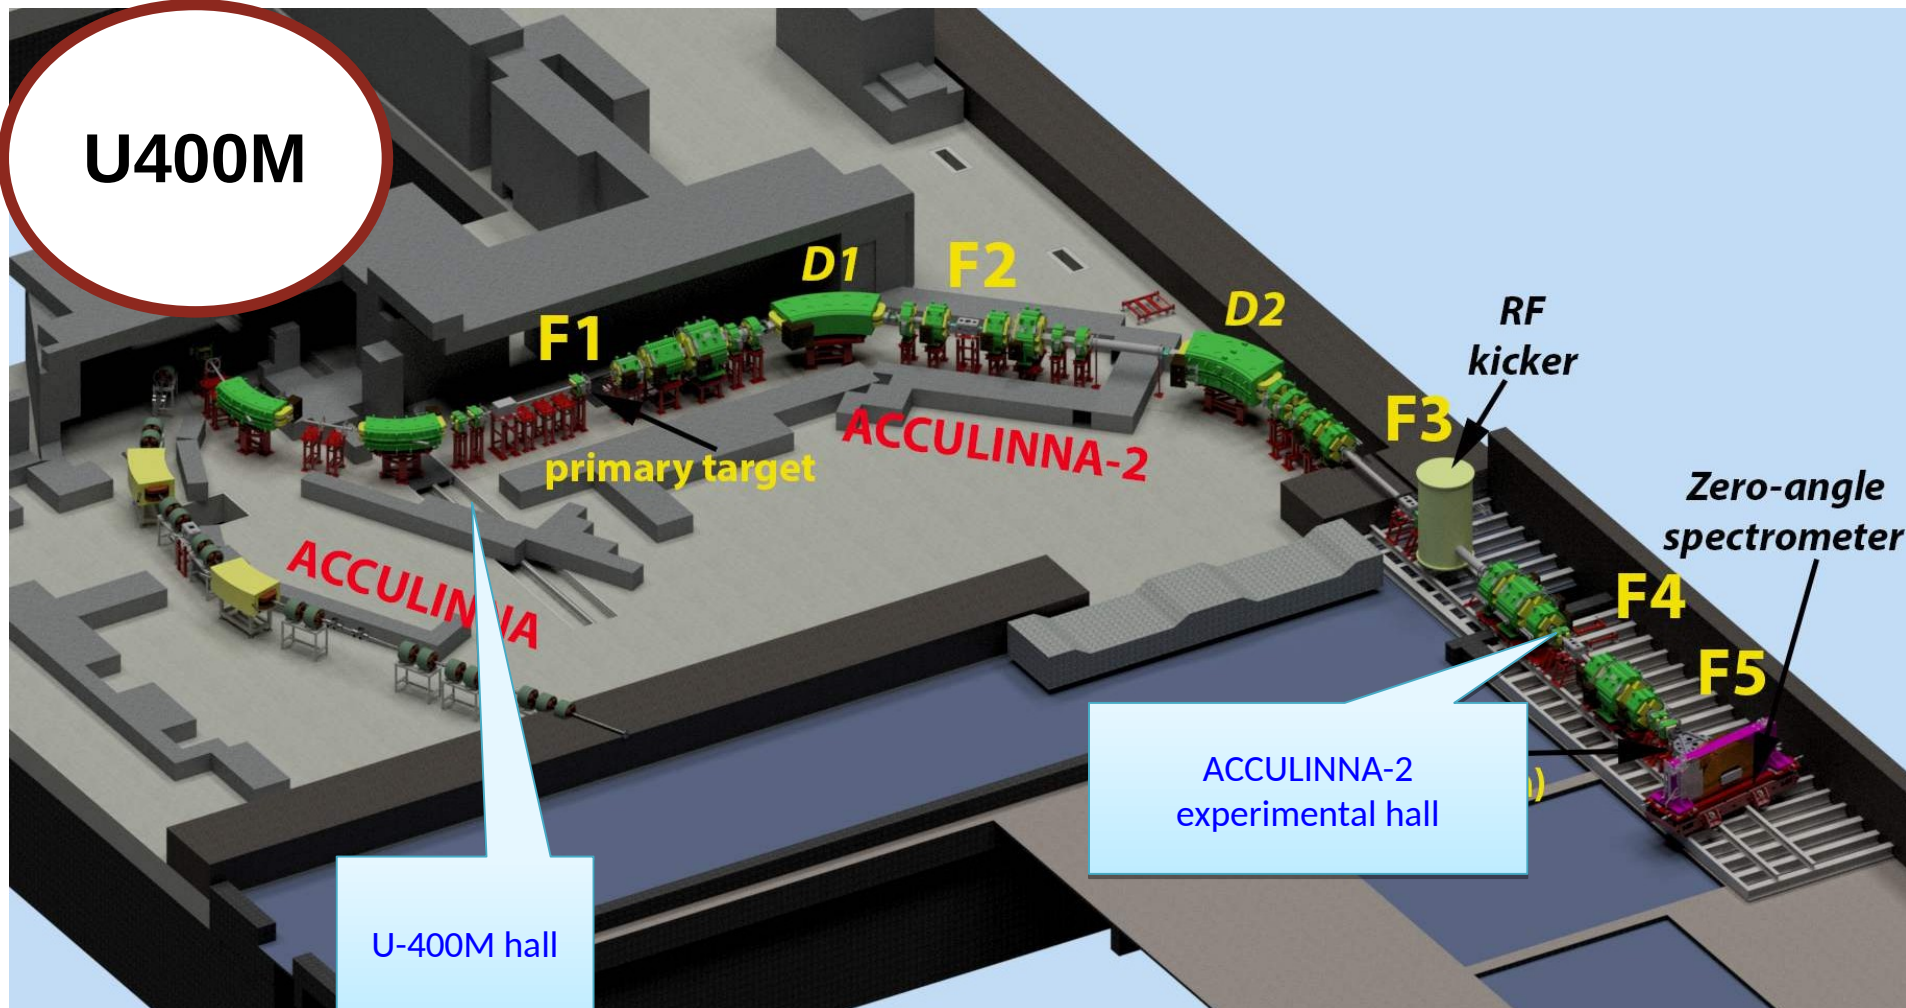 U400M
D1
F2
D2
F1
RF
kicker
F3
ACCULINNA-2
primary target
Zero-angle
spectrometer
ACCULINNA
F4
F5
ACCULINNA-2
experimental hall
)
U-400M hall